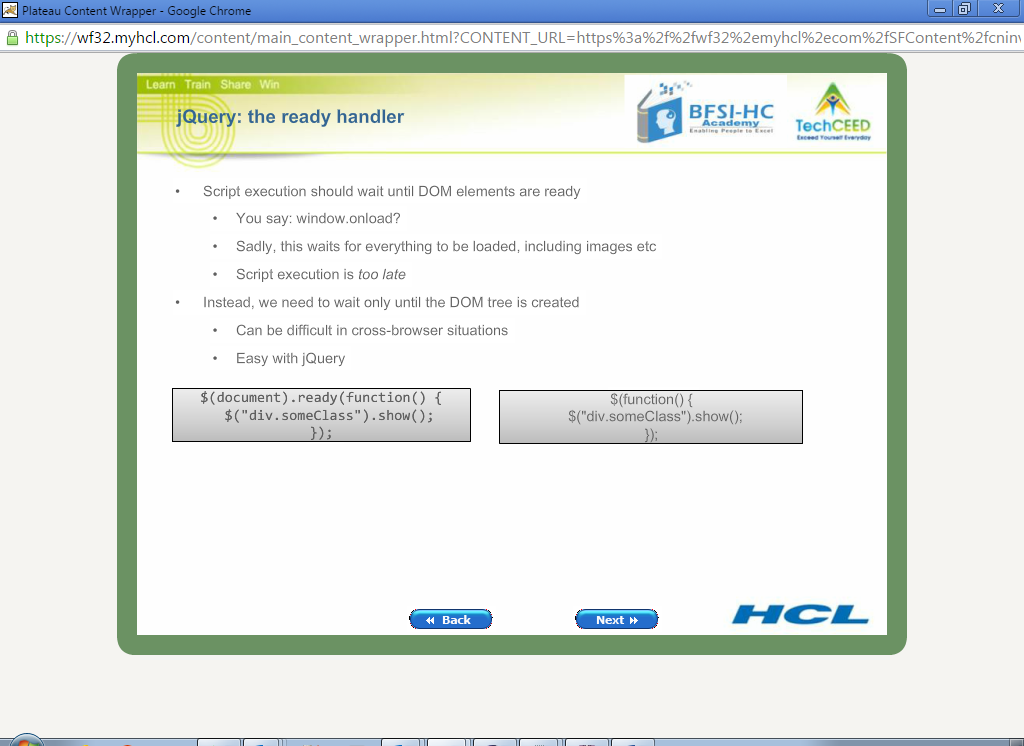 Plateau Content Wrapper - Google Chrome
https://wf32.myhcl.com/content/main_content_wrapper.html?CONTENT_URL=https%3a%2f%2fwf32%2emyhcl%2ecom%2fSFContent%2fcninv
Learn Train Share Win
jQuery: the ready handler
BFSI-HC
Academy
Enabling People to Excel
TechCEED
Exceed Yourself Everyday
• Script execution should wait until DOM elements are ready
• You say: window.onload?
• Sadly, this waits for everything to be loaded, including images etc
• Script execution is too late
• Instead, we need to wait only until the DOM tree is created
• Can be difficult in cross-browser situations
• Easy with jQuery
$(document).ready(function() {
$("div.someClass").show();
});
$(function() {
$("div.someClass").show();
});
Back
Next
HCL